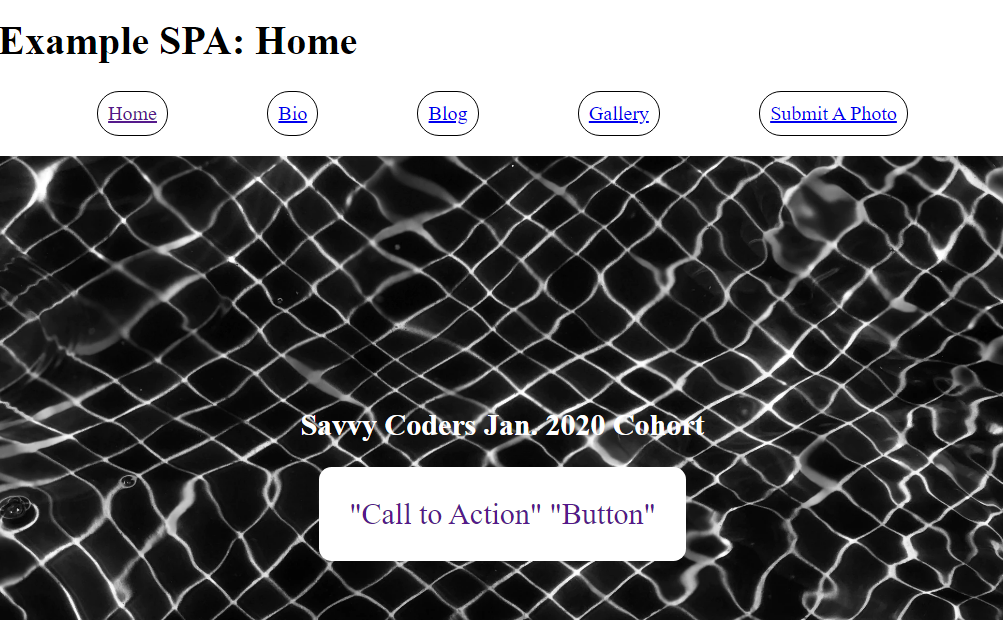 Example SPA: Home
Home Bio Blog Gallery Submit A Photo
Savvy Coders Jan. 2020 Cohort
"Call to Action" "Button"